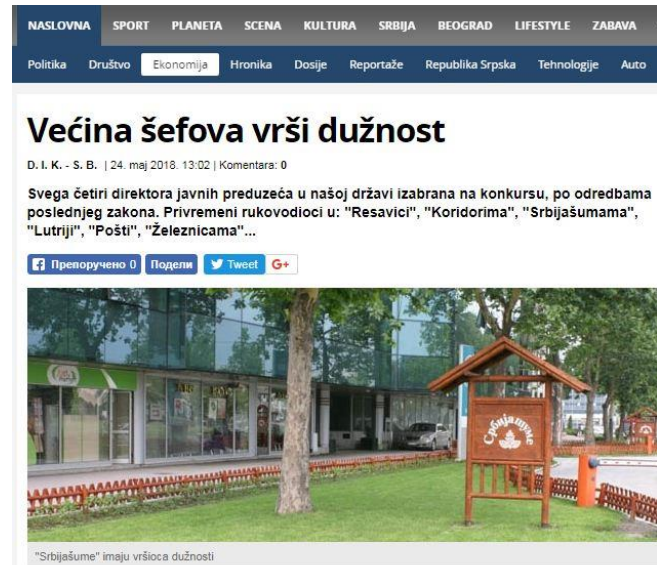 NASLOVNA SPORT PLANETA SCENA KULTURA SRBIJA BEOGRAD LIFESTYLE ZABAVA
Politika Društvo Ekonomija Hronika Dosije Reportaže Republika Srpska Tehnologije Auto
Većina šefova vrši dužnost
D. I. K. - S. B. | 24. maj 2018. 13:02 | Komentara: 0
Svega četiri direktora javnih preduzeća u našoj državi izabrana na konkursu, po odredbama
poslednjeg zakona. Privremeni rukovodioci u: "Resavici", "Koridorima", "Srbijašumama",
"Lutriji", "Pošti", "Železnicama"...
Препоручено 0 Подели Tweet G+
Србијашуме
"Srbijašume" imaju vršioca dužnosti